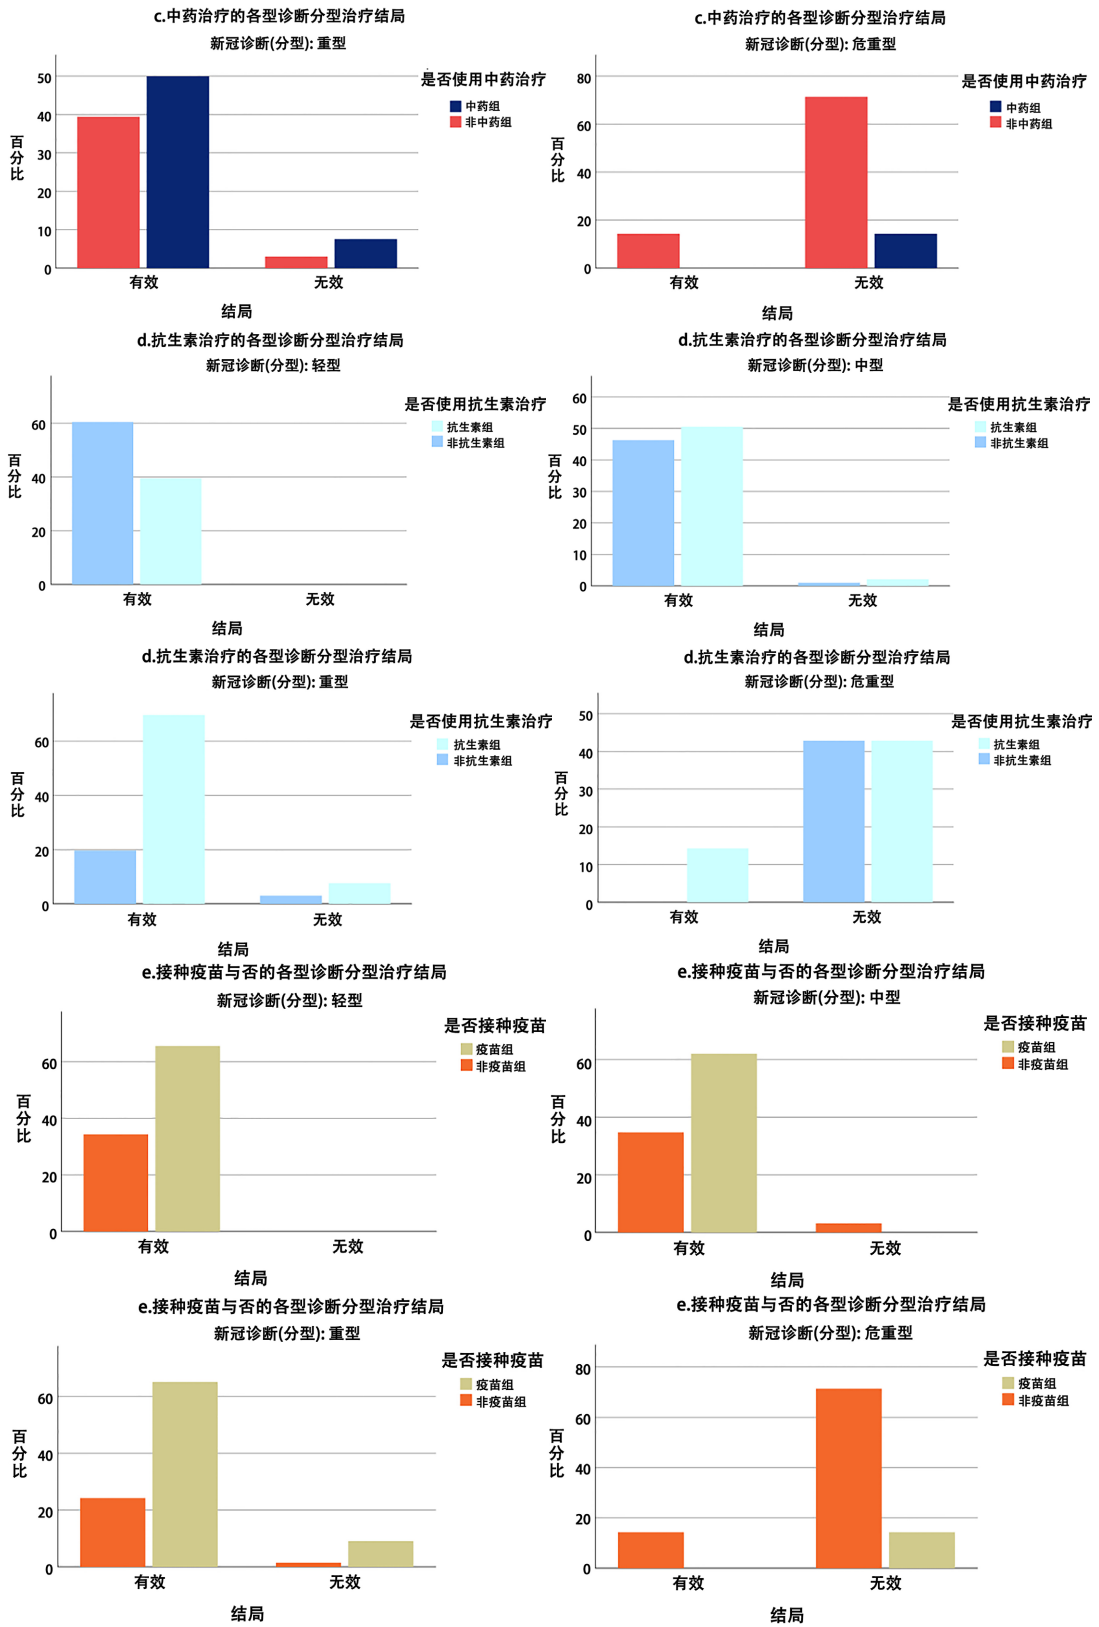 c.中药治疗的各型诊断分型治疗结局
新冠诊断(分型): 重型
50
40
30
20
10
0
百分比
有效
无效
结局
是否使用中药治疗
中药组
非中药组
c.中药治疗的各型诊断分型治疗结局
新冠诊断(分型): 危重型
80
60
40
20
0
百分比
有效
无效
结局
是否使用中药治疗
中药组
非中药组
d.抗生素治疗的各型诊断分型治疗结局
新冠诊断(分型): 轻型
60
40
20
0
百分比
有效
无效
结局
是否使用抗生素治疗
抗生素组
非抗生素组
d.抗生素治疗的各型诊断分型治疗结局
新冠诊断(分型): 中型
60
50
40
30
20
10
0
百分比
有效
无效
结局
是否使用抗生素治疗
抗生素组
非抗生素组
d.抗生素治疗的各型诊断分型治疗结局
新冠诊断(分型): 重型
60
40
20
0
百分比
有效
无效
结局
是否使用抗生素治疗
抗生素组
非抗生素组
d.抗生素治疗的各型诊断分型治疗结局
新冠诊断(分型): 危重型
50
40
30
20
10
0
百分比
有效
无效
结局
是否使用抗生素治疗
抗生素组
非抗生素组
e.接种疫苗与否的各型诊断分型治疗结局
新冠诊断(分型): 轻型
60
40
20
0
百分比
有效
无效
结局
是否接种疫苗
疫苗组
非疫苗组
e.接种疫苗与否的各型诊断分型治疗结局
新冠诊断(分型): 中型
60
40
20
0
百分比
有效
无效
结局
是否接种疫苗
疫苗组
非疫苗组
e.接种疫苗与否的各型诊断分型治疗结局
新冠诊断(分型): 重型
60
40
20
0
百分比
有效
无效
结局
是否接种疫苗
疫苗组
非疫苗组
e.接种疫苗与否的各型诊断分型治疗结局
新冠诊断(分型): 危重型
80
60
40
20
0
百分比
有效
无效
结局
是否接种疫苗
疫苗组
非疫苗组